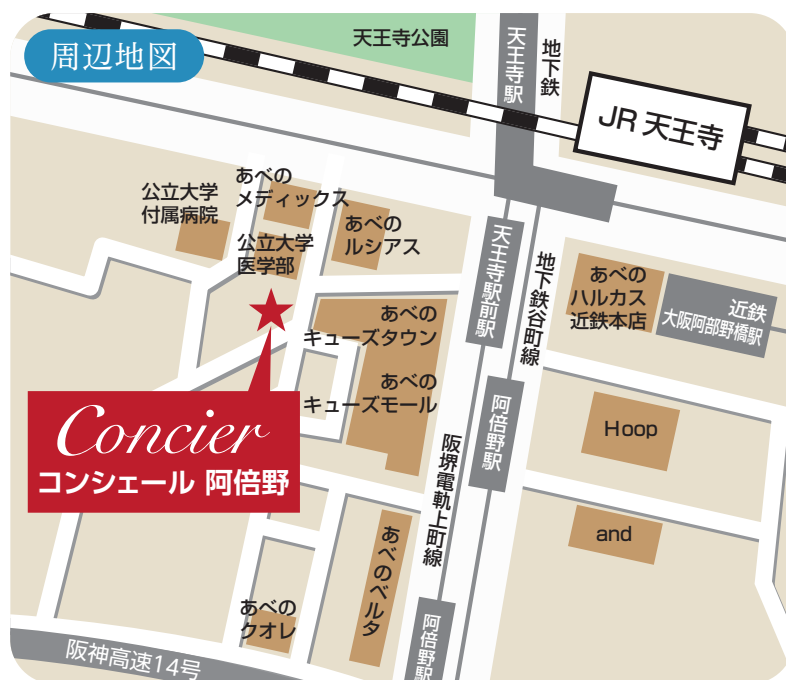 周辺地図
天王寺公園
天王寺駅
地下鉄
JR 天王寺
公立大学
付属病院
あべの
メディックス
公立大学
医学部
あべの
ルシアス
天王寺駅前駅
地下鉄谷町線
あべの
ハルカス
近鉄本店
近鉄
大阪阿部野橋駅
あべの
キューズタウン
あべの
キューズモール
阿倍野駅
Hoop
Concier
コンシェール 阿倍野
阪堺電軌上町線
and
あべのベルタ
あべの
クオレ
阿倍野駅
阪神高速14号